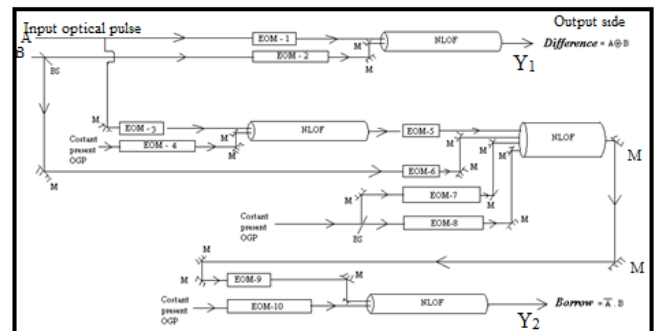 Input optical pulse
Output side
A
EOM - 1
M
NLOF
Difference = A⊕B
B
BS
EOM - 2
M
Y1
M
EOM - 3
M
NLOF
EOM-5
M
NLOF
M
Costant
present
OGP
EOM - 4
M
M
M
EOM-6
M
M
EOM-7
M
M
Costant
present
OGP
BS
EOM-8
M
M
M
M
EOM-9
M
Costant
present
OGP
EOM-10
M
NLOF
Borrow = A̅ . B
Y2